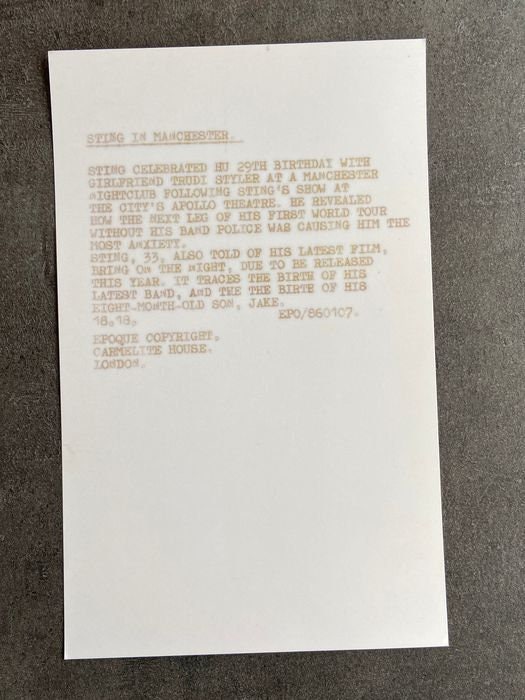 STING IN MANCHESTER.
STING CELEBRATED HU 29TH BIRTHDAY WITH
GIRLFRIEND TRUDI STYLER AT A MANCHESTER
NIGHTCLUB FOLLOWING STING'S SHOW AT
THE CITY'S APOLLO THEATRE. HE REVEALED
HOW THE NEIT LEG OF HIS FIRST WORLD TOUR
WITHOUT HIS BAND POLICE WAS CAUSING HIM THE
MOST ANXIETY.
STING, 33, ALSO TOLD OF HIS LATEST FILM,
BRING ON THE NIGHT, DUE TO BE RELEASED
THIS YEAR. IT TRACES THE BIRTH OF HIS
LATEST BAND, AND THE THE BIRTH OF HIS
EIGHT-MONTH-OLD SON, JAKE.
18.18. EPO/860107.
EPOQUE COPYRIGHT.
CARMELITE HOUSE.
LONDON.